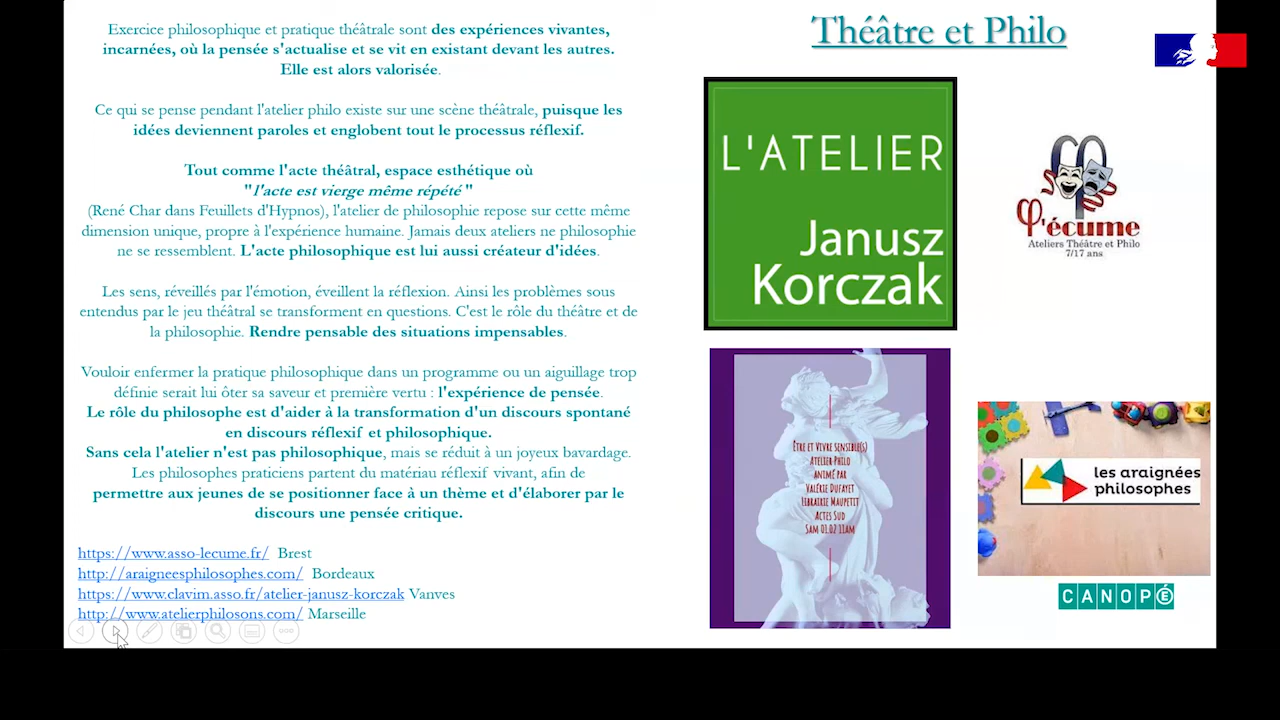 Théâtre et Philo
Exercice philosophique et pratique théâtrale sont des expériences vivantes,
incarnées, où la pensée s'actualise et se vit en existant devant les autres.
Elle est alors valorisée.
Ce qui se pense pendant l'atelier philo existe sur une scène théâtrale, puisque les
idées deviennent paroles et englobent tout le processus réflexif.
Tout comme l'acte théâtral, espace esthétique où
"l'acte est vierge même répété "
(René Char dans Feuillets d'Hypnos), l'atelier de philosophie repose sur cette même
dimension unique, propre à l'expérience humaine. Jamais deux ateliers ne philosophie
ne se ressemblent. L'acte philosophique est lui aussi créateur d'idées.
Les sens, réveillés par l'émotion, éveillent la réflexion. Ainsi les problèmes sous
entendus par le jeu théâtral se transforment en questions. C'est le rôle du théâtre et de
la philosophie. Rendre pensable des situations impensables.
Vouloir enfermer la pratique philosophique dans un programme ou un aiguillage trop
définie serait lui ôter sa saveur et première vertu : l'expérience de pensée.
Le rôle du philosophe est d'aider à la transformation d'un discours spontané
en discours réflexif et philosophique.
Sans cela l'atelier n'est pas philosophique, mais se réduit à un joyeux bavardage.
Les philosophes praticiens partent du matériau réflexif vivant, afin de
permettre aux jeunes de se positionner face à un thème et d'élaborer par le
discours une pensée critique.
https://www.asso-lecume.fr/ Brest
http://araigneesphilosophes.com/ Bordeaux
https://www.clavim.asso.fr/atelier-janusz-korczak Vanves
http://www.atelierphilosons.com/ Marseille
L'ATELIER
Janusz
Korczak
φ'écume
Ateliers Théâtre et Philo
7/17 ans
Être et Vivre sensible(s)
Atelier Philo
animé par
Valérie Dufayet
Librairie Maupetit
Actes Sud
Sam 01.02 11am
les araignées
philosophes
CANOPÉ